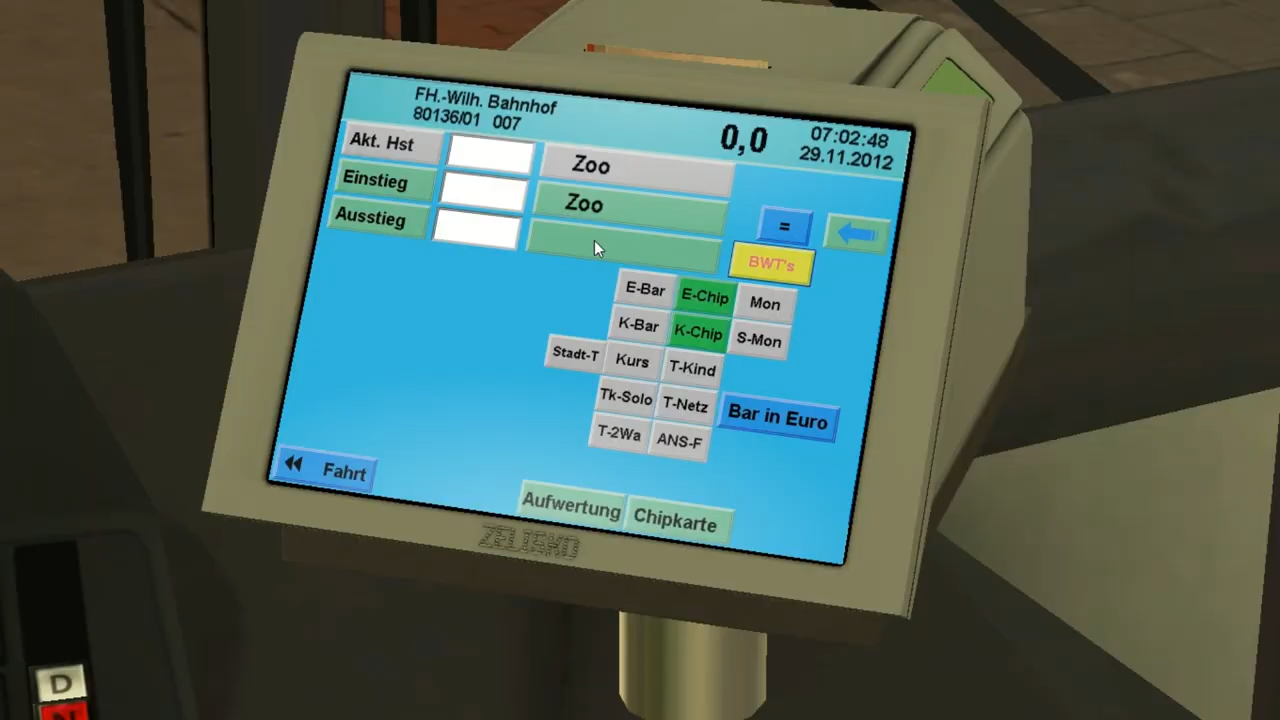 FH.-Wilh. Bahnhof
80136/01 007
0,0
07:02:48
29.11.2012
Akt. Hst
Zoo
Einstieg
Zoo
Ausstieg
=
BWT's
E-Bar E-Chip Mon
K-Bar K-Chip S-Mon
Stadt-T Kurs T-Kind
Tk-Solo T-Netz Bar in Euro
T-2Wa ANS-F
Fahrt
Aufwertung Chipkarte
ZELISKO
D
N